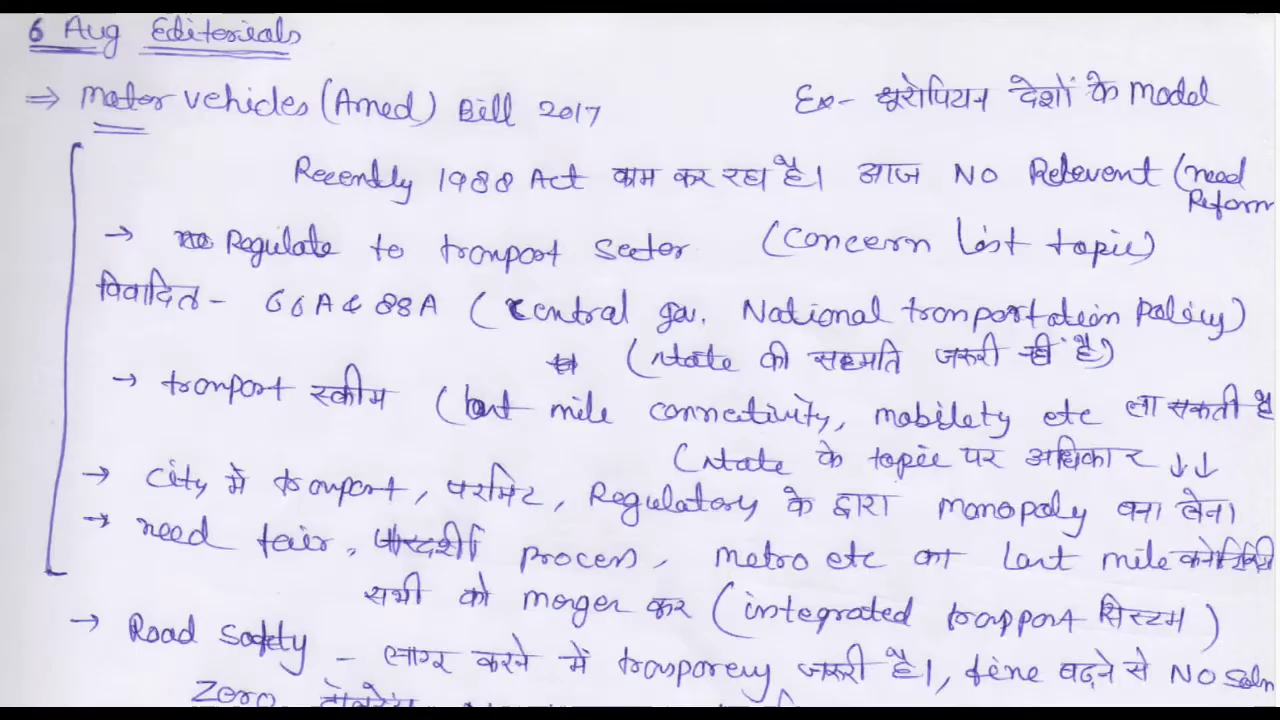 6 Aug Editorials
⇒ Motor vehicles (Amed) Bill 2017 Ex- यूरोपियन देशों के Model
Recently 1988 Act काम कर रहा है। आज NO Relevent (need
Reform
→ Regulate to tronport sector (Concern List topic)
विवादित - 66A & 88A (Central gov. National tronportation Policy)
(state की सहमति जरूरी नहीं है)
→ tronport स्कीम (last mile connectivity, mobility etc ला सकती है
(state के topic पर अधिकार ↓↓
→ City में tronport, परमिट, Regulatory के द्वारा monopoly बना लेना
→ need fair, पारदर्शी process, metro etc का Last mile
सभी को merger कर (integrated transport सिस्टम)
→ Road Safety - लागू करने में transparency जरूरी है।, fine बढ़ने से NO Soln
Zero